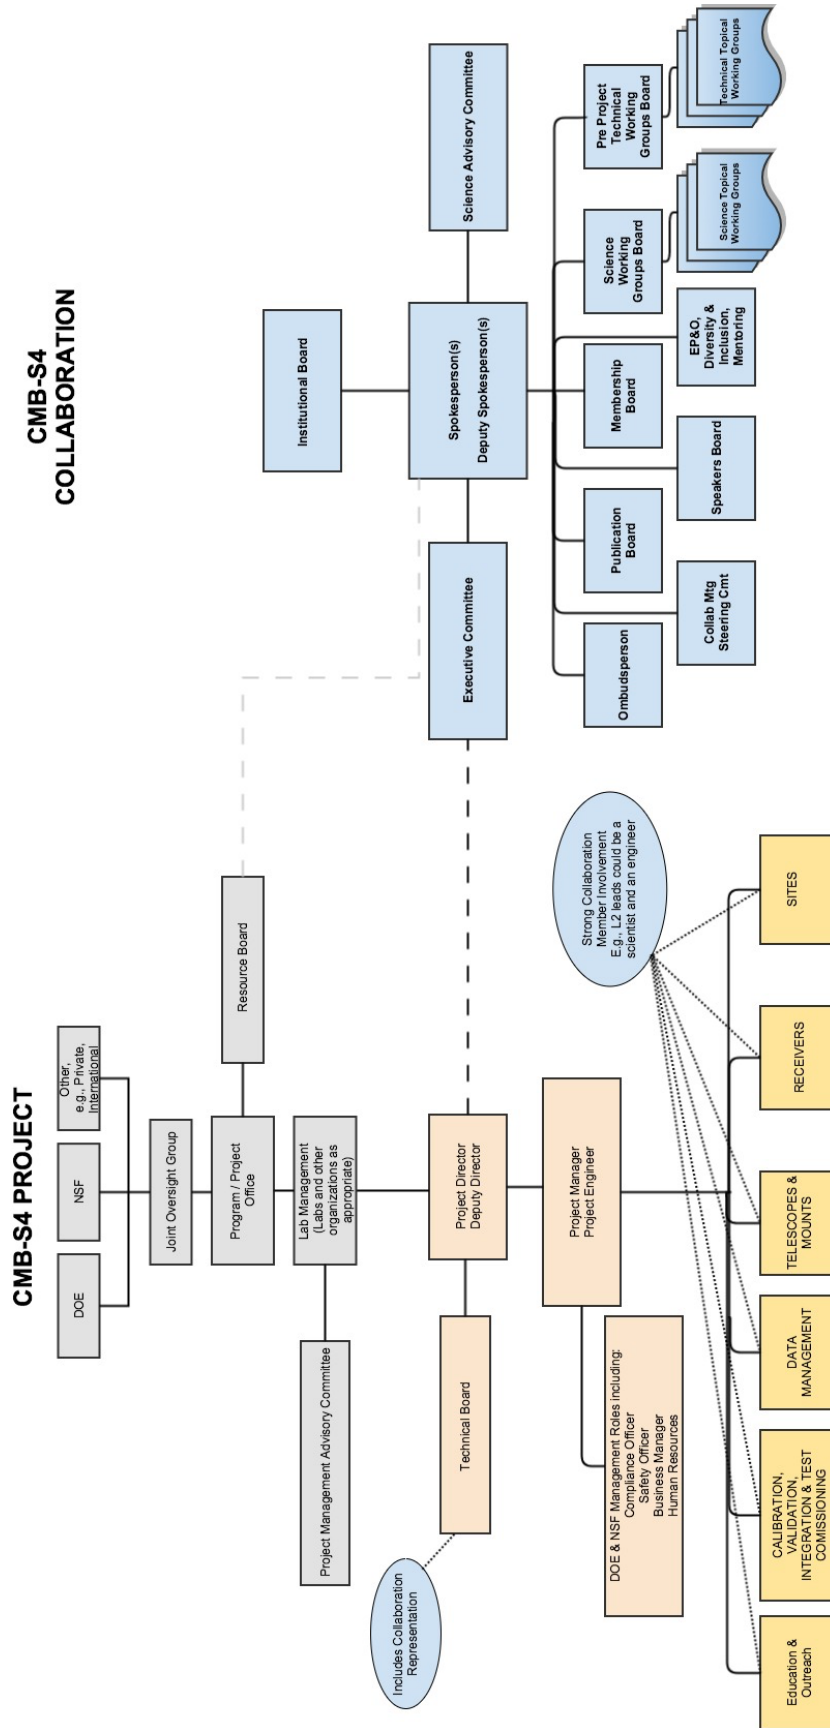 CMB-S4 PROJECT
DOE
NSF
Other,
e.g., Private,
International
Joint Oversight Group
Program / Project
Office
Resource Board
Lab Management
(Labs and other
organizations as
appropriate)
Project Management Advisory Committee
Includes Collaboration
Representation
Technical Board
Project Director
Deputy Director
Project Manager
Project Engineer
DOE & NSF Management Roles including:
Compliance Officer
Safety Officer
Business Manager
Human Resources
Strong Collaboration
Member Involvement
E.g., L2 leads could be a
scientist and an engineer
Education &
Outreach
CALIBRATION,
VALIDATION,
INTEGRATION & TEST
COMISSIONING
DATA
MANAGEMENT
TELESCOPES &
MOUNTS
RECEIVERS
SITES
CMB-S4
COLLABORATION
Institutional Board
Executive Committee
Spokesperson(s)
Deputy Spokesperson(s)
Science Advisory Committee
Ombudsperson
Collab Mtg
Steering Cmt
Publication
Board
Speakers Board
Membership
Board
EP&O,
Diversity &
Inclusion,
Mentoring
Science
Working
Groups Board
Science Topical
Working Groups
Pre Project
Technical
Working
Groups Board
Technical Topical
Working Groups